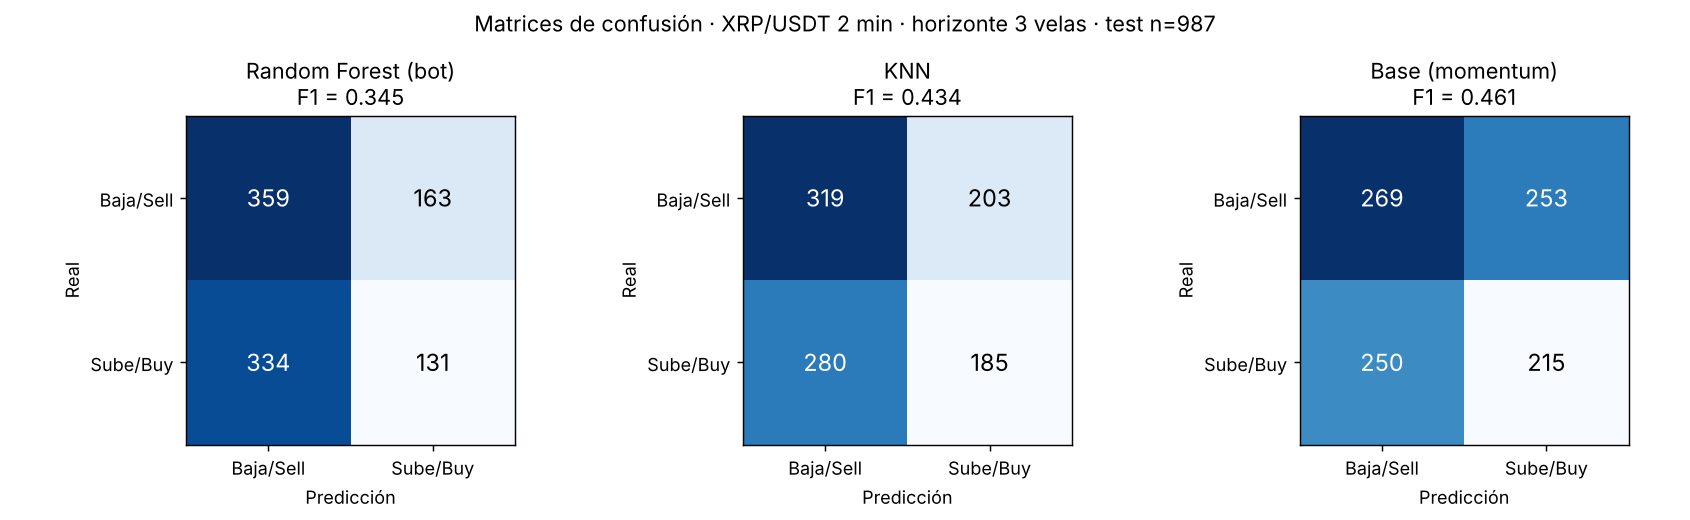 Matrices de confusión · XRP/USDT 2 min · horizonte 3 velas · test n=987
Random Forest (bot)
F1 = 0.345
Real
Baja/Sell
359
163
Sube/Buy
334
131
Baja/Sell
Sube/Buy
Predicción
KNN
F1 = 0.434
Real
Baja/Sell
319
203
Sube/Buy
280
185
Baja/Sell
Sube/Buy
Predicción
Base (momentum)
F1 = 0.461
Real
Baja/Sell
269
253
Sube/Buy
250
215
Baja/Sell
Sube/Buy
Predicción